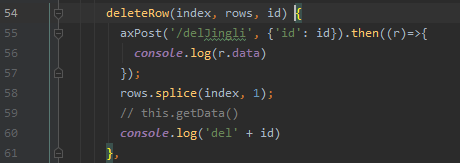 54 deleteRow(index, rows, id) {
55 axPost('/delJingli', {'id': id}).then((r)=>{
56 console.log(r.data)
57 });
58 rows.splice(index, 1);
59 // this.getData()
60 console.log('del' + id)
61 },